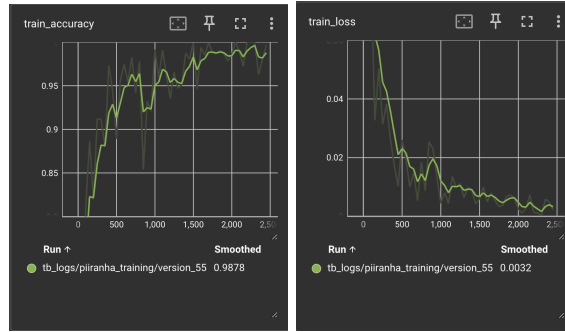 train_accuracy
0.95
0.9
0.85
0 500 1,000 1,500 2,000 2,50
Run ↑ Smoothed
tb_logs/piiranha_training/version_55 0.9878
train_loss
0.04
0.02
0 500 1,000 1,500 2,000 2,50
Run ↑ Smoothed
tb_logs/piiranha_training/version_55 0.0032